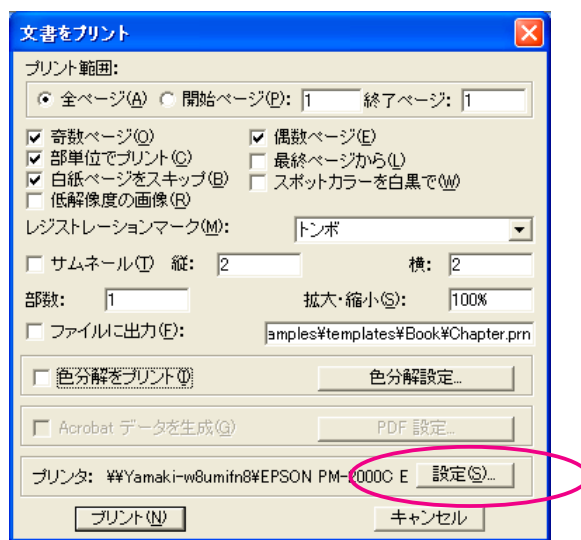 文書をプリント
プリント範囲:
全ページ(A) 開始ページ(P): 1 終了ページ: 1
奇数ページ(O) 偶数ページ(E)
部単位でプリント(C) 最終ページから(L)
白紙ページをスキップ(B) スポットカラーを白黒で(W)
低解像度の画像(R)
レジストレーションマーク(M): トンボ
サムネール(T) 縦: 2 横: 2
部数: 1 拡大・縮小(S): 100%
ファイルに出力(F): amples¥templates¥Book¥Chapter.prn
色分解をプリント(I) 色分解設定...
Acrobat データを生成(G) PDF 設定...
プリンタ: ¥¥Yamaki-w8umifn8¥EPSON PM-2000C E 設定(S)...
プリント(N) キャンセル